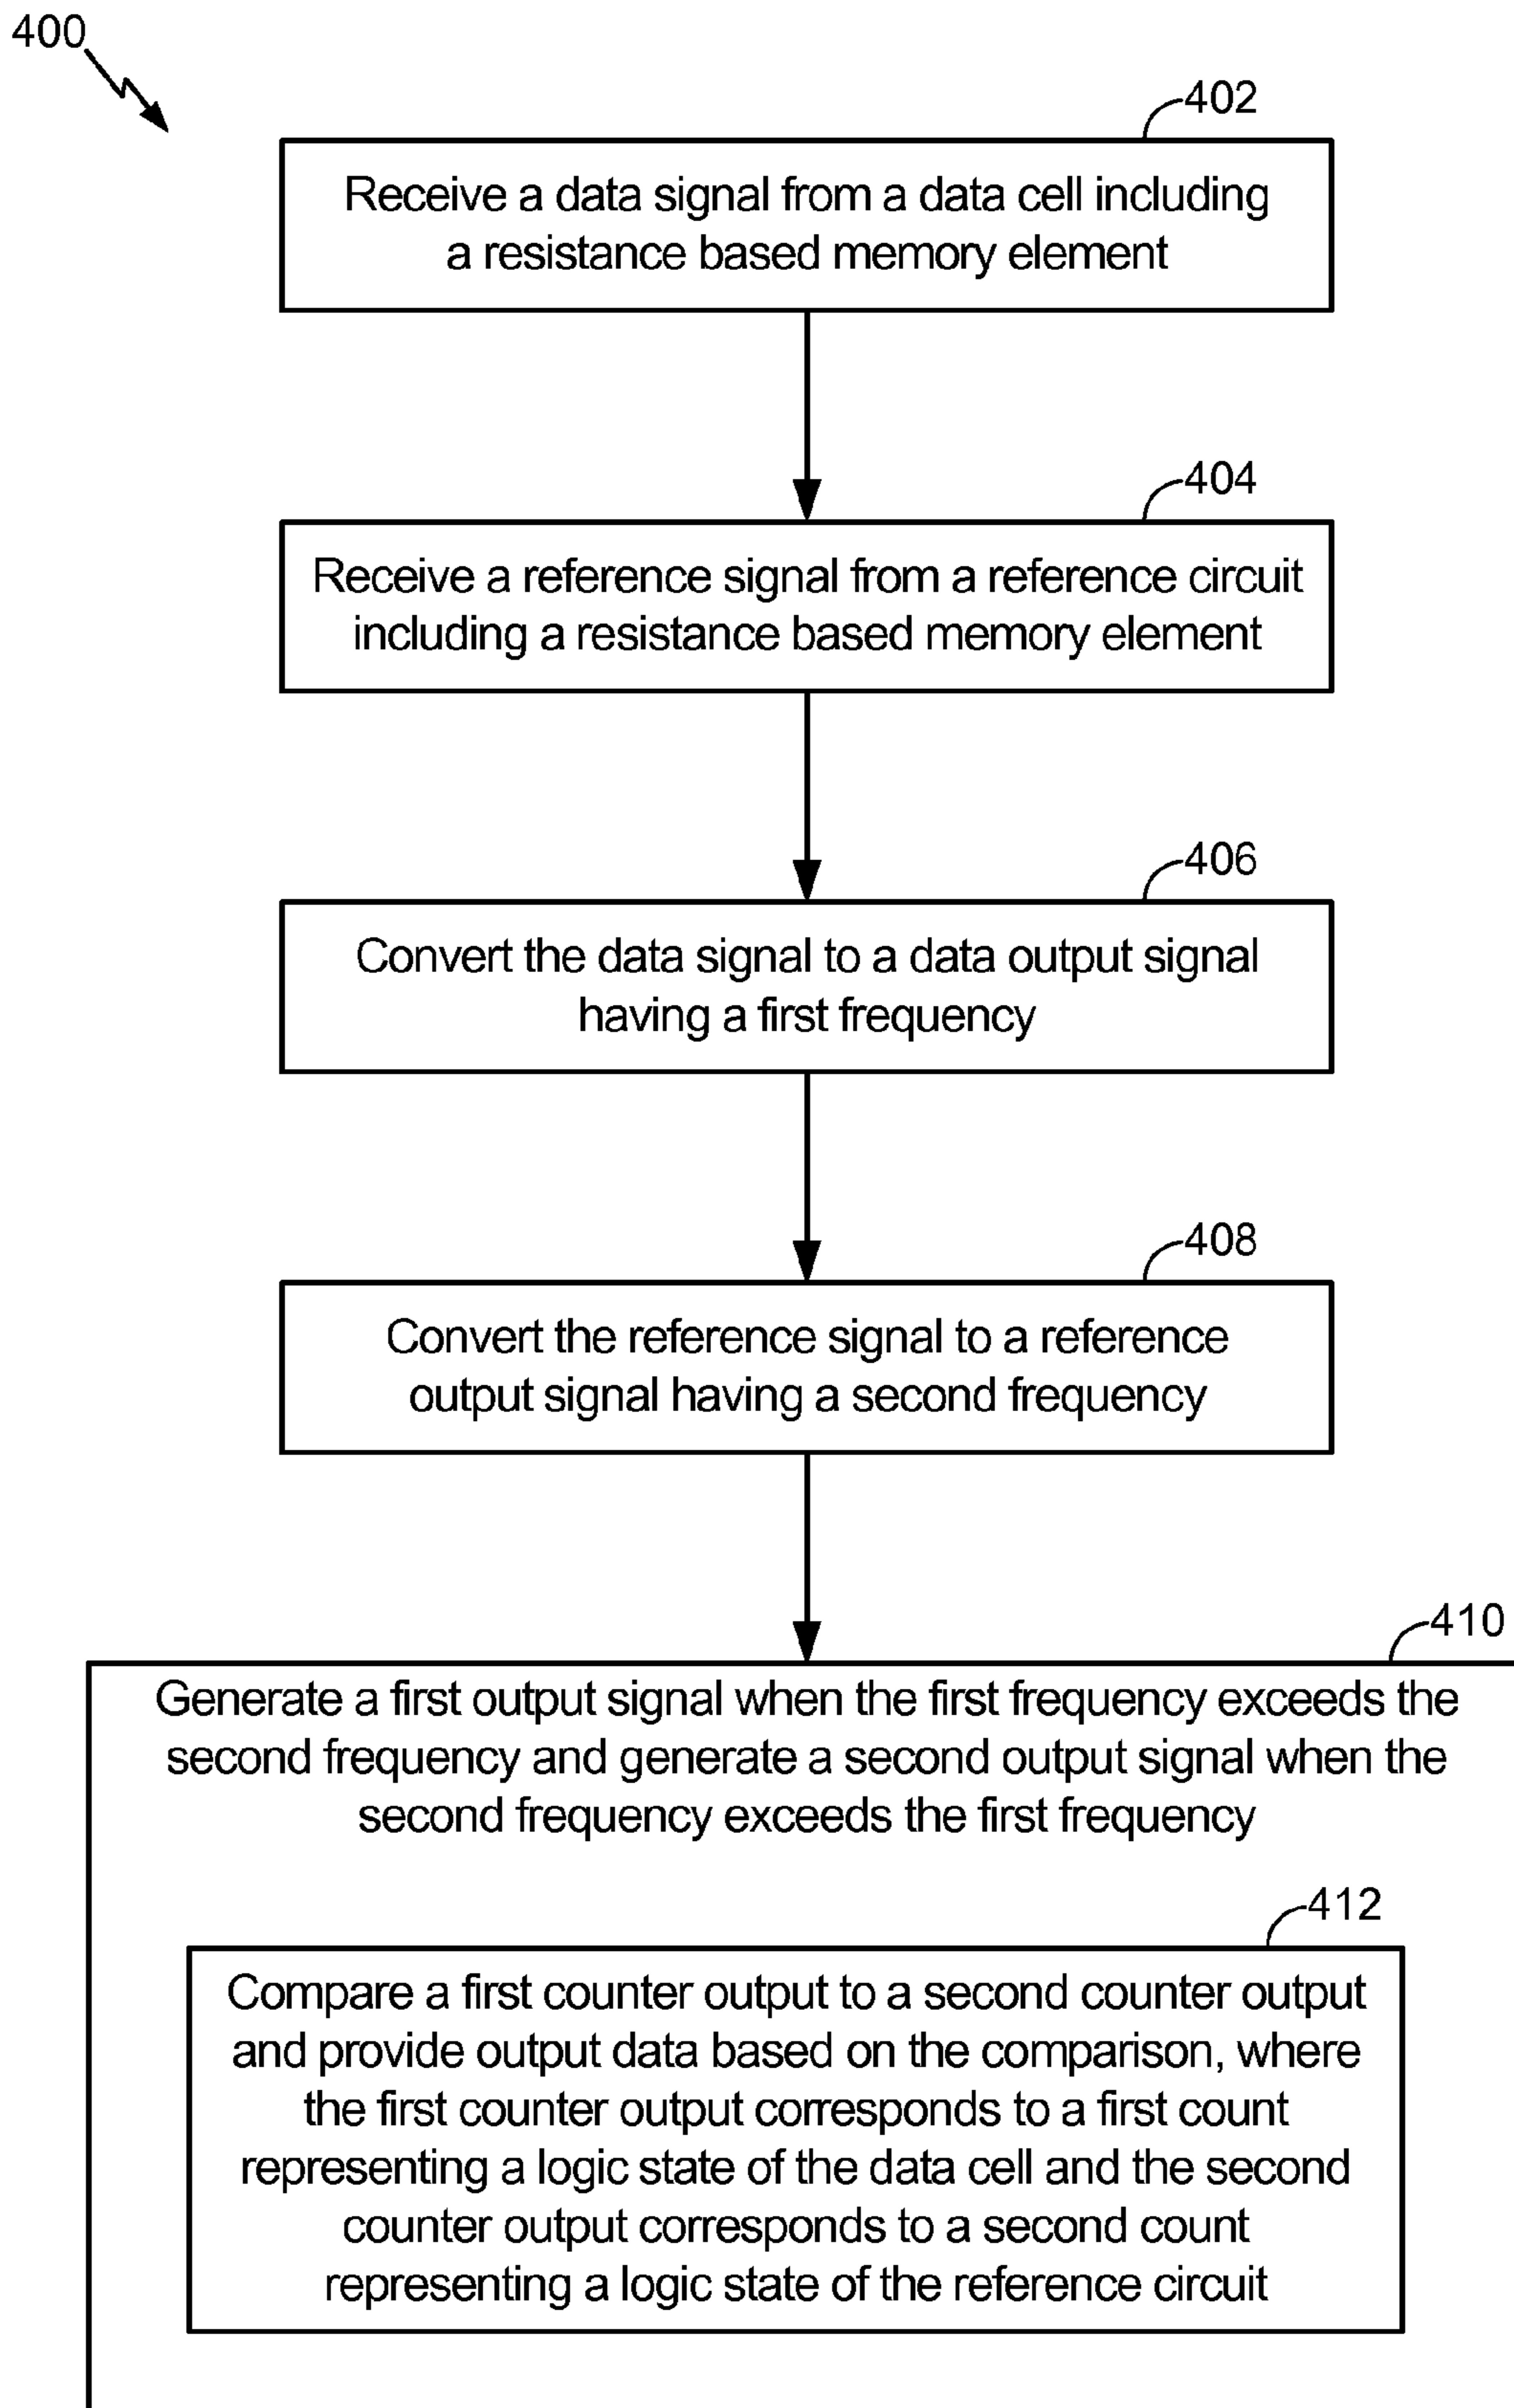 400
402
Receive a data signal from a data cell including
a resistance based memory element
404
Receive a reference signal from a reference circuit
including a resistance based memory element
406
Convert the data signal to a data output signal
having a first frequency
408
Convert the reference signal to a reference
output signal having a second frequency
410
Generate a first output signal when the first frequency exceeds the
second frequency and generate a second output signal when the
second frequency exceeds the first frequency
412
Compare a first counter output to a second counter output
and provide output data based on the comparison, where
the first counter output corresponds to a first count
representing a logic state of the data cell and the second
counter output corresponds to a second count
representing a logic state of the reference circuit